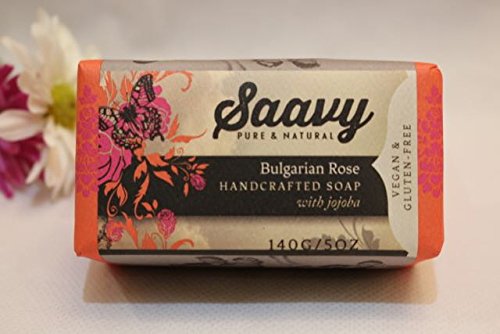 Saavy
PURE & NATURAL
Bulgarian Rose
HANDCRAFTED SOAP
with jojoba
140G/5OZ
VEGAN &
GLUTEN-FREE